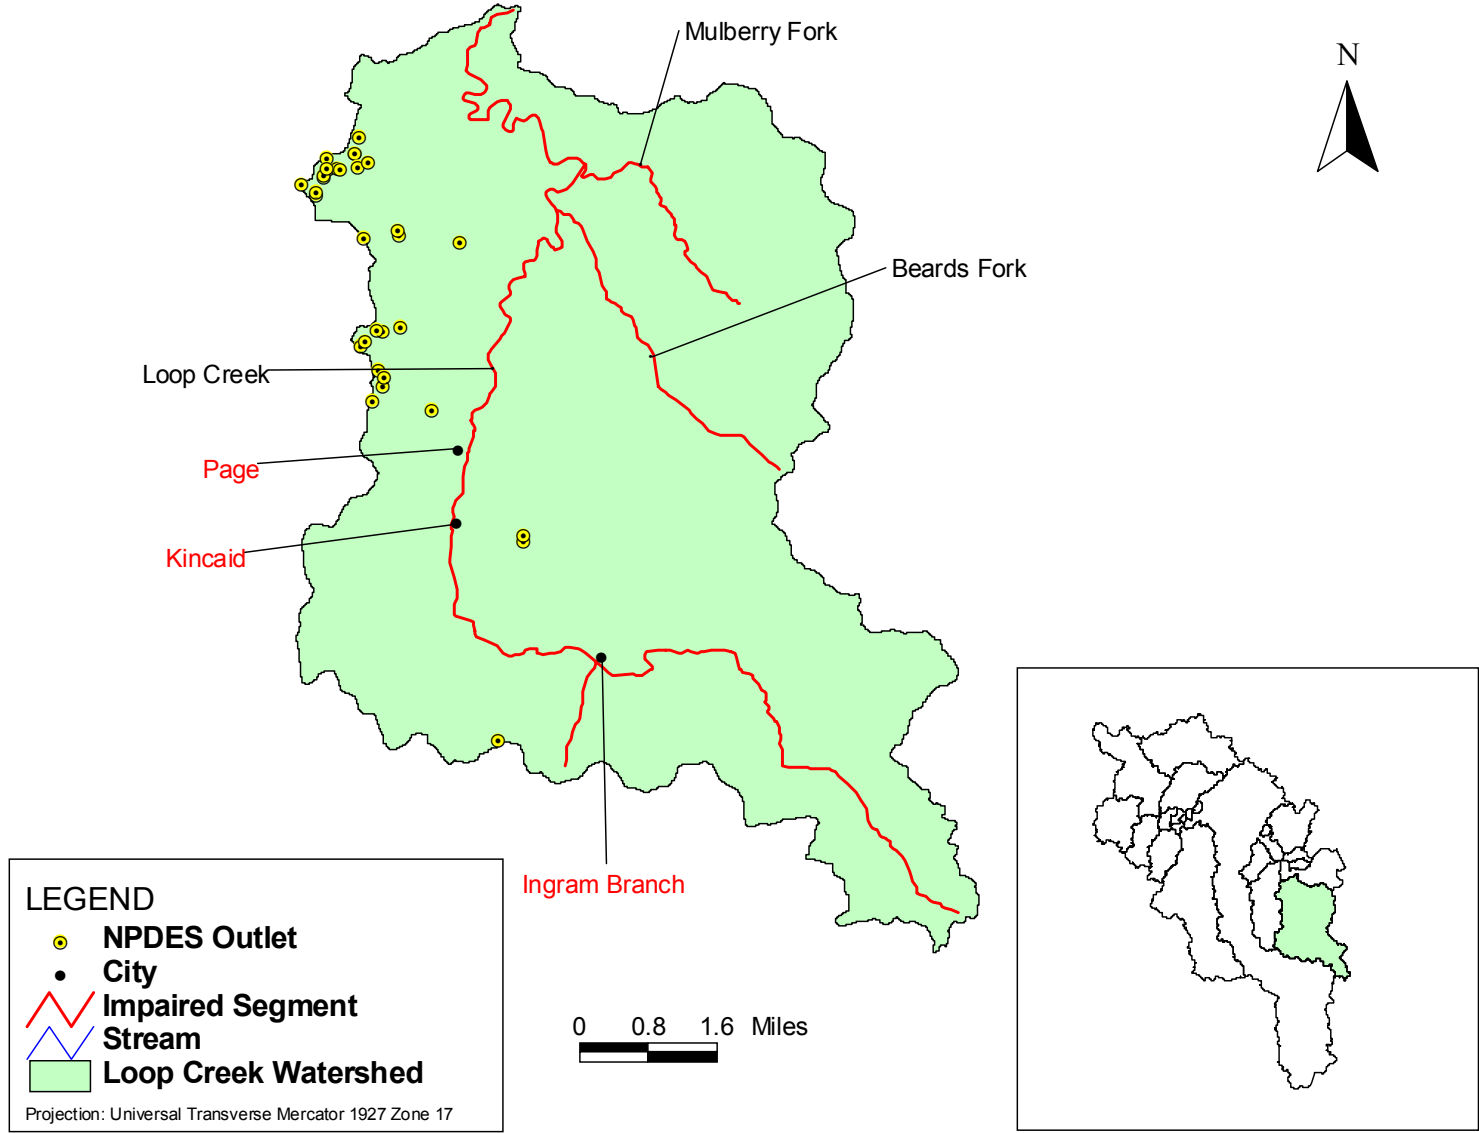 Mulberry Fork
N
Beards Fork
Loop Creek
Page
Kincaid
Ingram Branch
LEGEND
NPDES Outlet
City
Impaired Segment
Stream
Loop Creek Watershed
Projection: Universal Transverse Mercator 1927 Zone 17
0 0.8 1.6 Miles